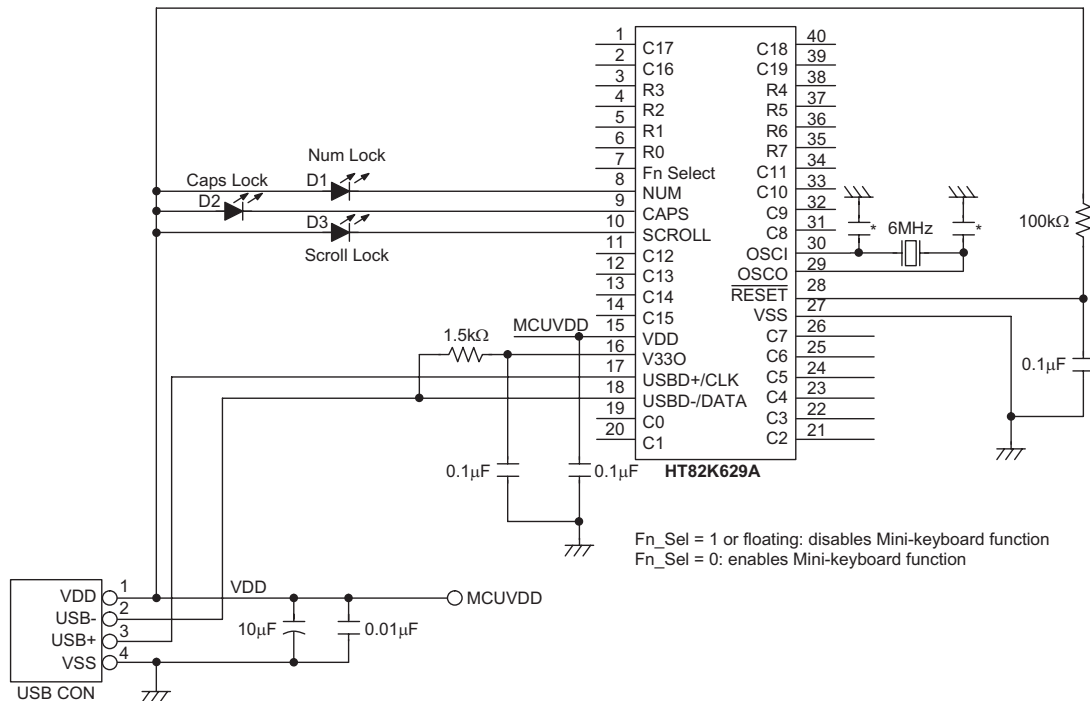 1 C17
2 C16
3 R3
4 R2
5 R1
6 R0
7 Fn Select
8 NUM
9 CAPS
10 SCROLL
11 C12
12 C13
13 C14
14 C15
15 VDD
16 V33O
17 USBD+/CLK
18 USBD-/DATA
19 C0
20 C1
C18 40
C19 39
R4 38
R5 37
R6 36
R7 35
C11 34
C10 33
C9 32
C8 31
OSCI 30
OSCO 29
RESET 28
VSS 27
C7 26
C6 25
C5 24
C4 23
C3 22
C2 21
HT82K629A
Num Lock
D1
Caps Lock
D2
D3
Scroll Lock
MCUVDD
1.5kΩ
0.1μF
0.1μF
*
6MHz
*
100kΩ
0.1μF
Fn_Sel = 1 or floating: disables Mini-keyboard function
Fn_Sel = 0: enables Mini-keyboard function
VDD 1
USB- 2
USB+ 3
VSS 4
USB CON
VDD
MCUVDD
10μF
0.01μF